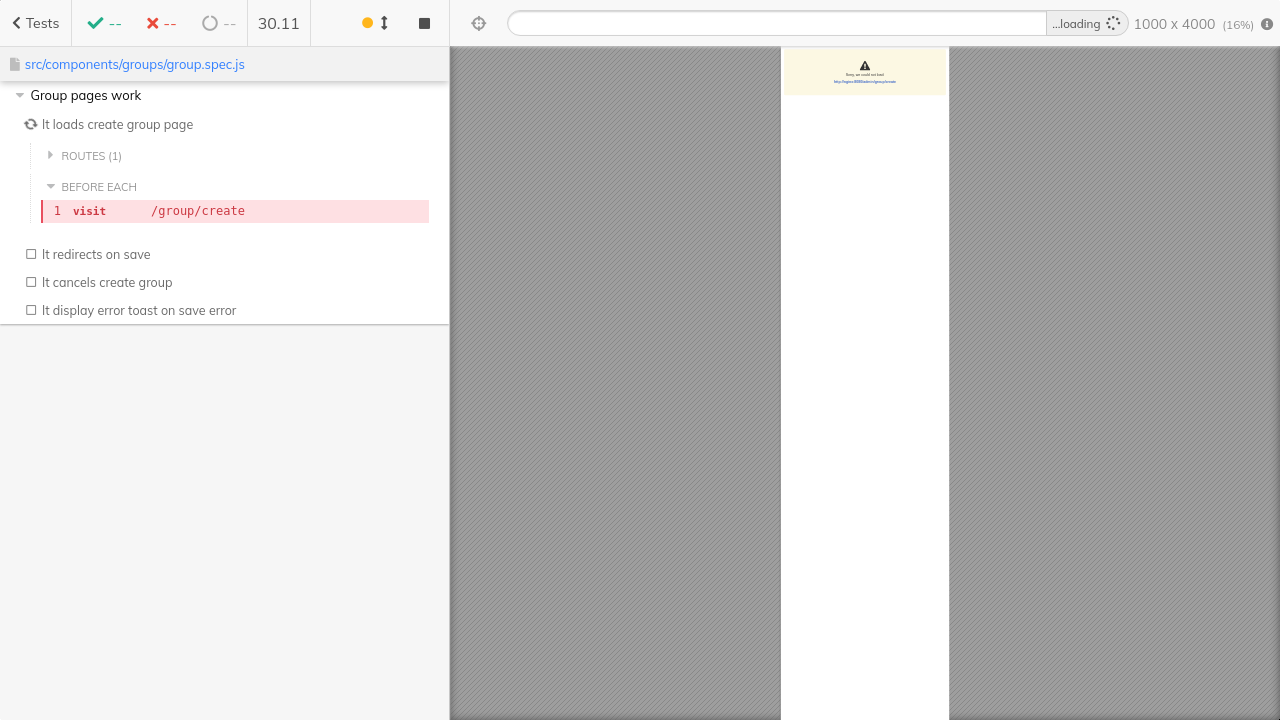 Tests -- -- -- 30.11
...loading 1000 x 4000 (16%)
src/components/groups/group.spec.js
Group pages work
It loads create group page
ROUTES (1)
BEFORE EACH
1 visit /group/create
It redirects on save
It cancels create group
It display error toast on save error
Sorry, we could not load: